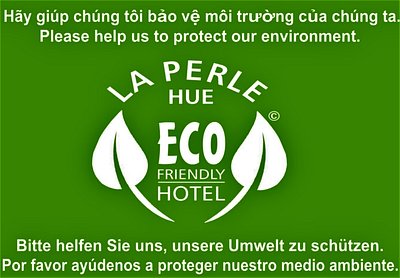 Hãy giúp chúng tôi bảo vệ môi trường của chúng ta.
Please help us to protect our environment.
LA PERLE
HUE
©
ECO
FRIENDLY
HOTEL
Bitte helfen Sie uns, unsere Umwelt zu schützen.
Por favor ayúdenos a proteger nuestro medio ambiente.